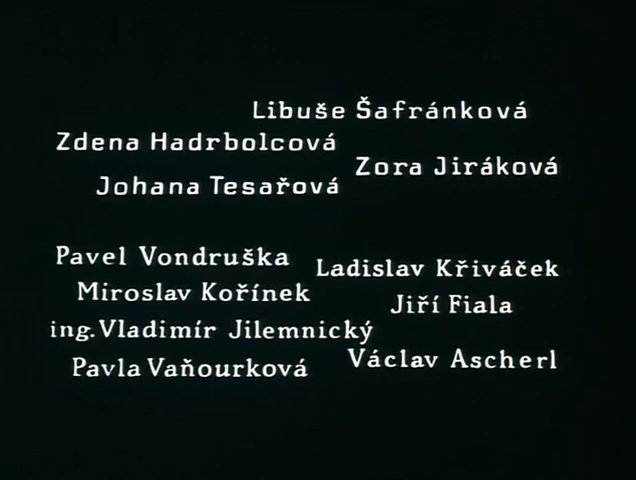 Libuše Šafránková
Zdena Hadrbolcová
Zora Jiráková
Johana Tesařová
Pavel Vondruška
Ladislav Křiváček
Miroslav Kořínek
Jiří Fiala
ing.Vladimír Jilemnický
Václav Ascherl
Pavla Vaňourková